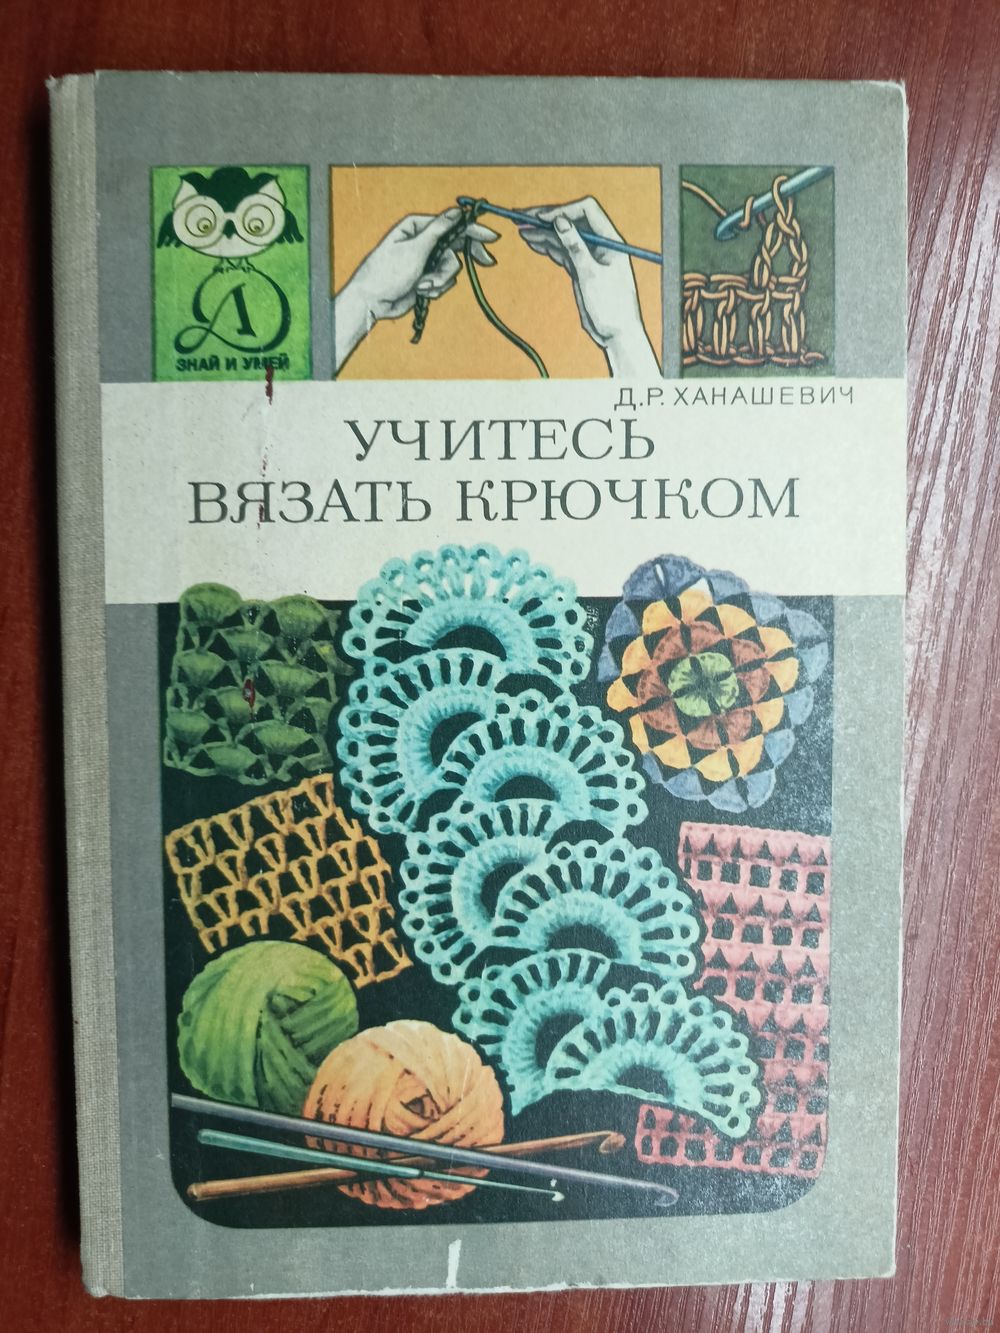 ЗНАЙ И УМЕЙ
Д.Р. ХАНАШЕВИЧ
УЧИТЕСЬ
ВЯЗАТЬ КРЮЧКОМ